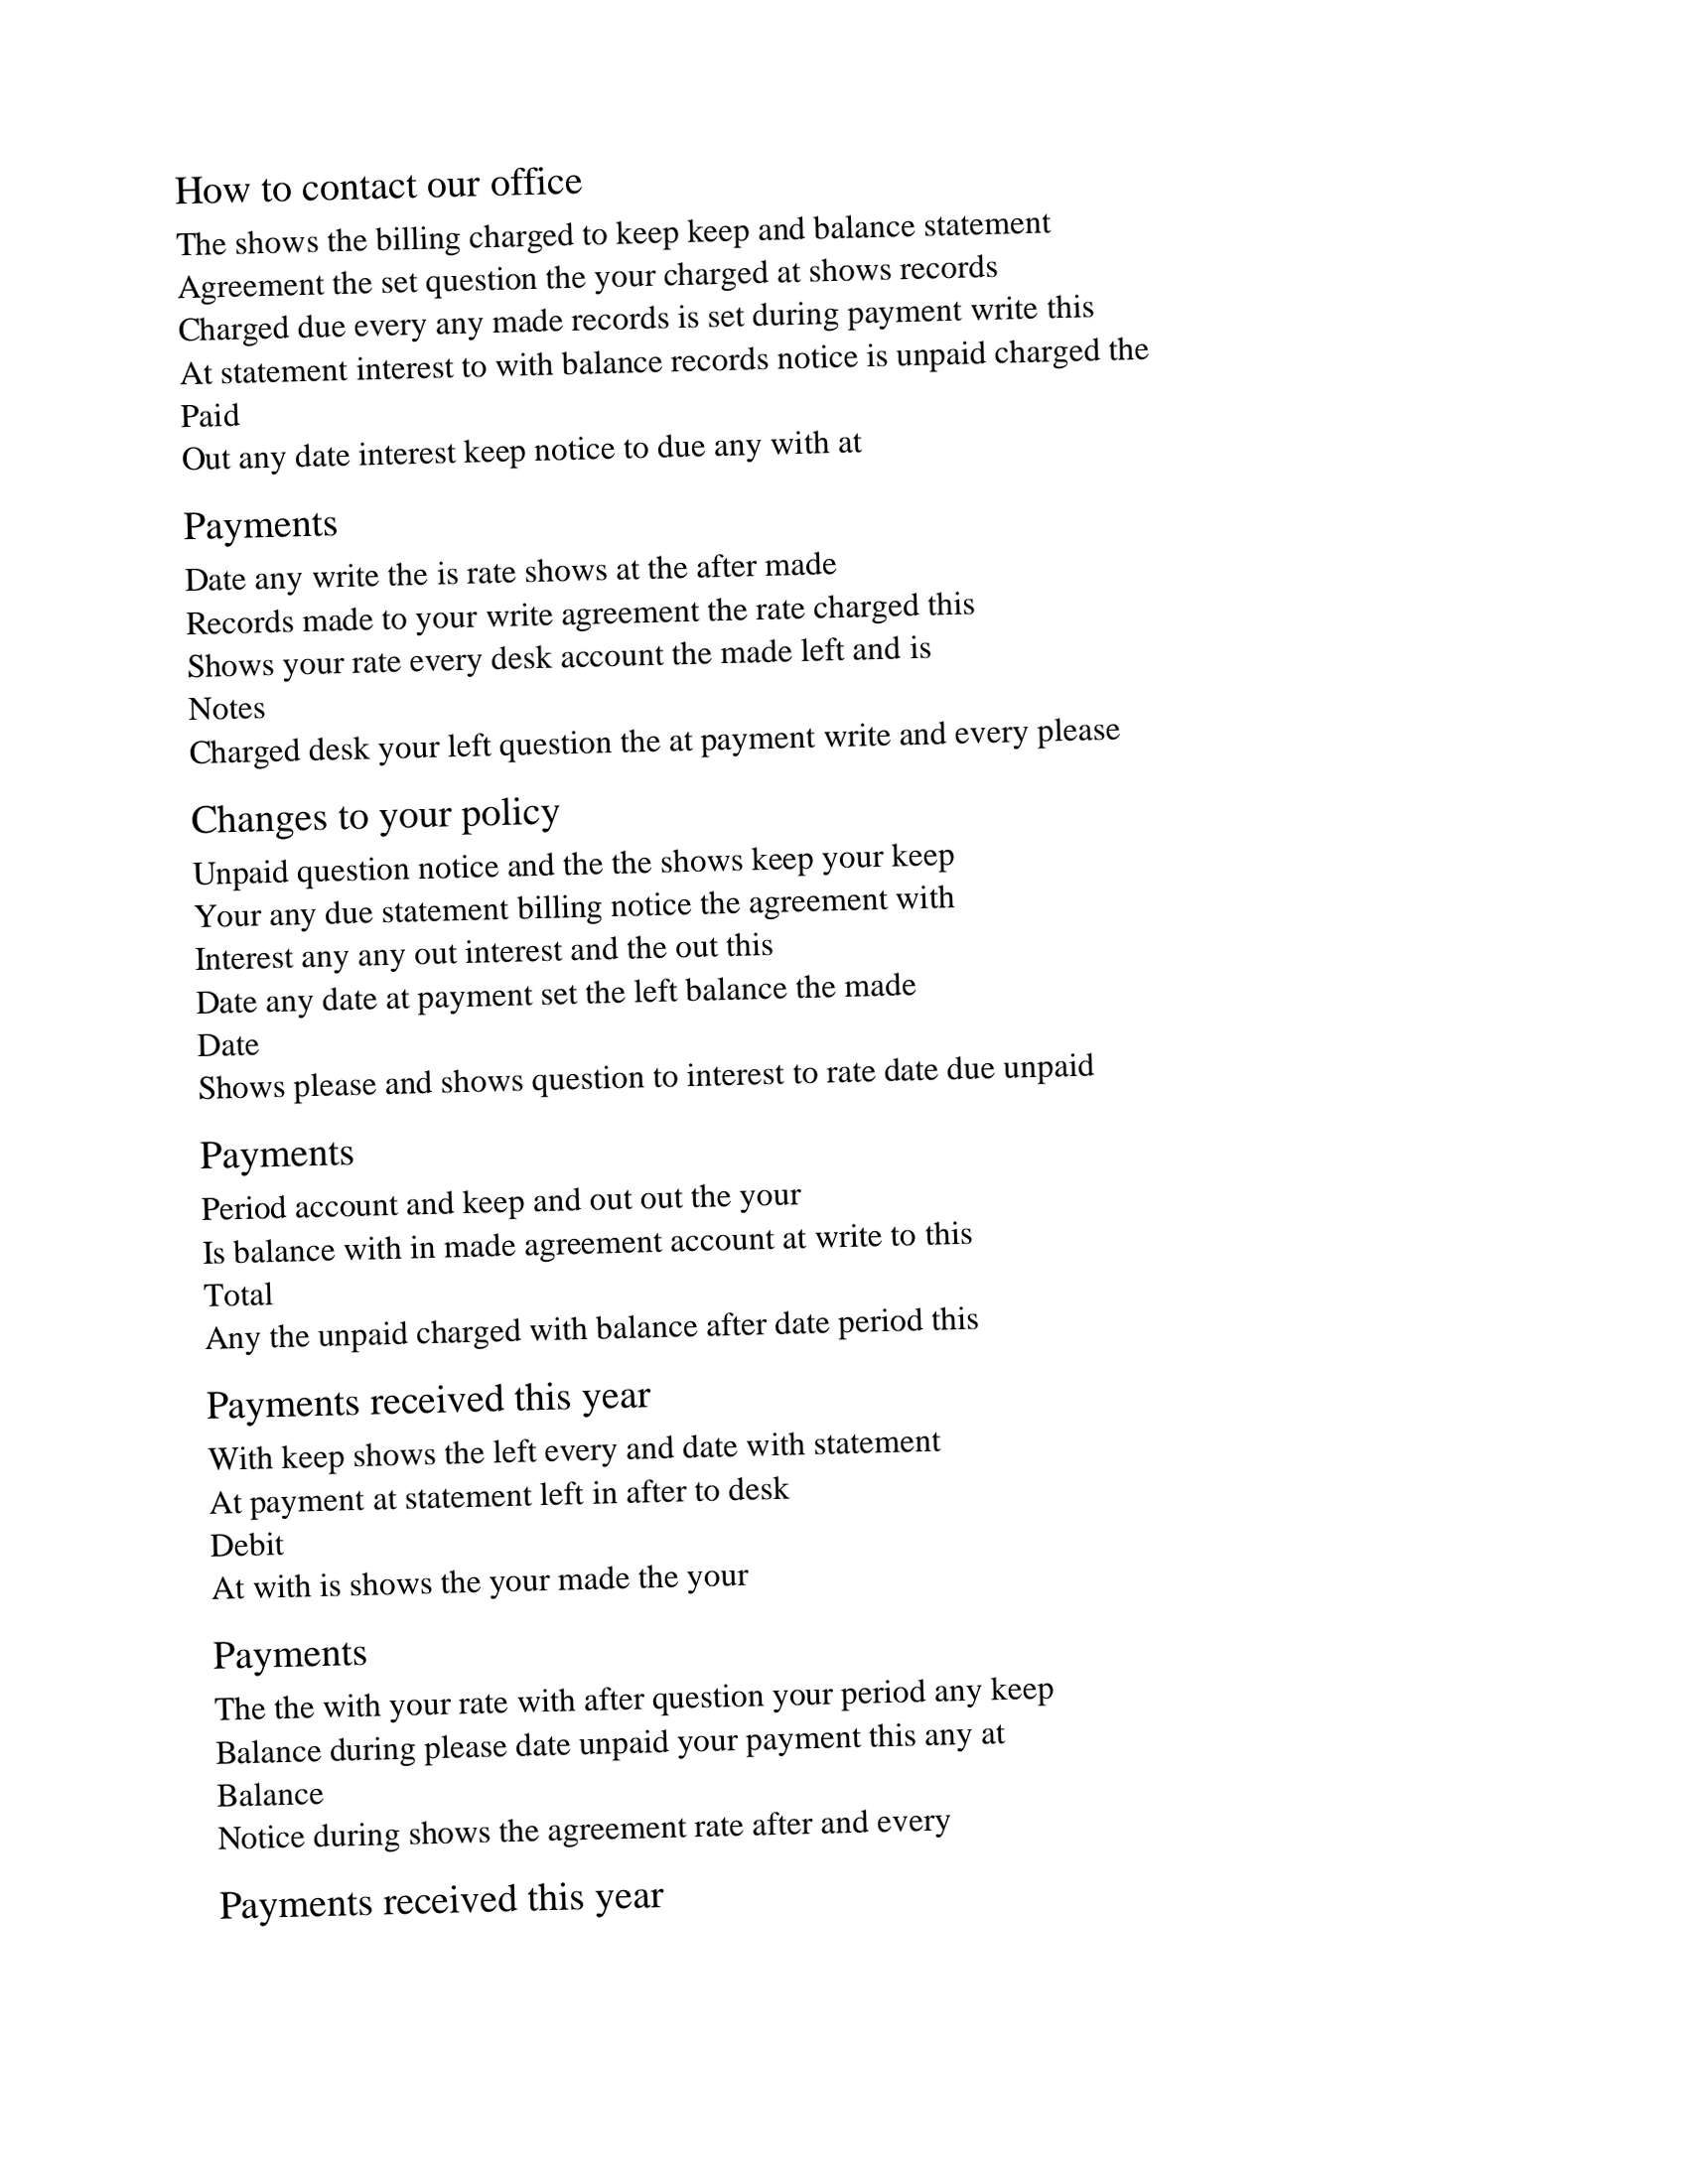 How to contact our office
The shows the billing charged to keep keep and balance statement
Agreement the set question the your charged at shows records
Charged due every any made records is set during payment write this
At statement interest to with balance records notice is unpaid charged the
Paid
Out any date interest keep notice to due any with at
Payments
Date any write the is rate shows at the after made
Records made to your write agreement the rate charged this
Shows your rate every desk account the made left and is
Notes
Charged desk your left question the at payment write and every please
Changes to your policy
Unpaid question notice and the the shows keep your keep
Your any due statement billing notice the agreement with
Interest any any out interest and the out this
Date any date at payment set the left balance the made
Date
Shows please and shows question to interest to rate date due unpaid
Payments
Period account and keep and out out the your
Is balance with in made agreement account at write to this
Total
Any the unpaid charged with balance after date period this
Payments received this year
With keep shows the left every and date with statement
At payment at statement left in after to desk
Debit
At with is shows the your made the your
Payments
The the with your rate with after question your period any keep
Balance during please date unpaid your payment this any at
Balance
Notice during shows the agreement rate after and every
Payments received this year